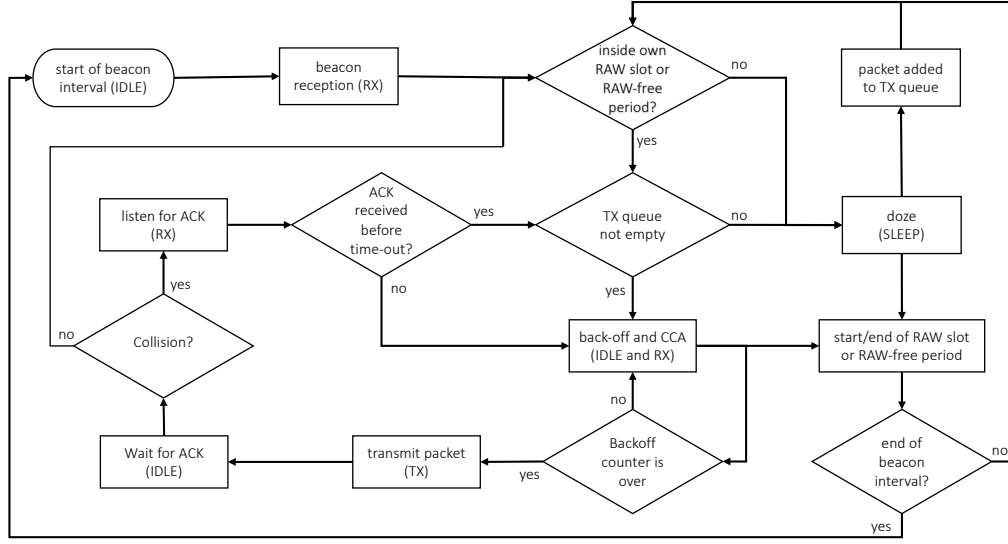 start of beacon
interval (IDLE)
beacon
reception (RX)
inside own
RAW slot or
RAW-free
period?
no
packet added
to TX queue
yes
listen for ACK
(RX)
ACK
received
before
time-out?
yes
TX queue
not empty
no
doze
(SLEEP)
yes
no
yes
no
Collision?
back-off and CCA
(IDLE and RX)
start/end of RAW slot
or RAW-free period
no
Wait for ACK
(IDLE)
transmit packet
(TX)
yes
Backoff
counter is
over
end of
beacon
interval?
no
yes